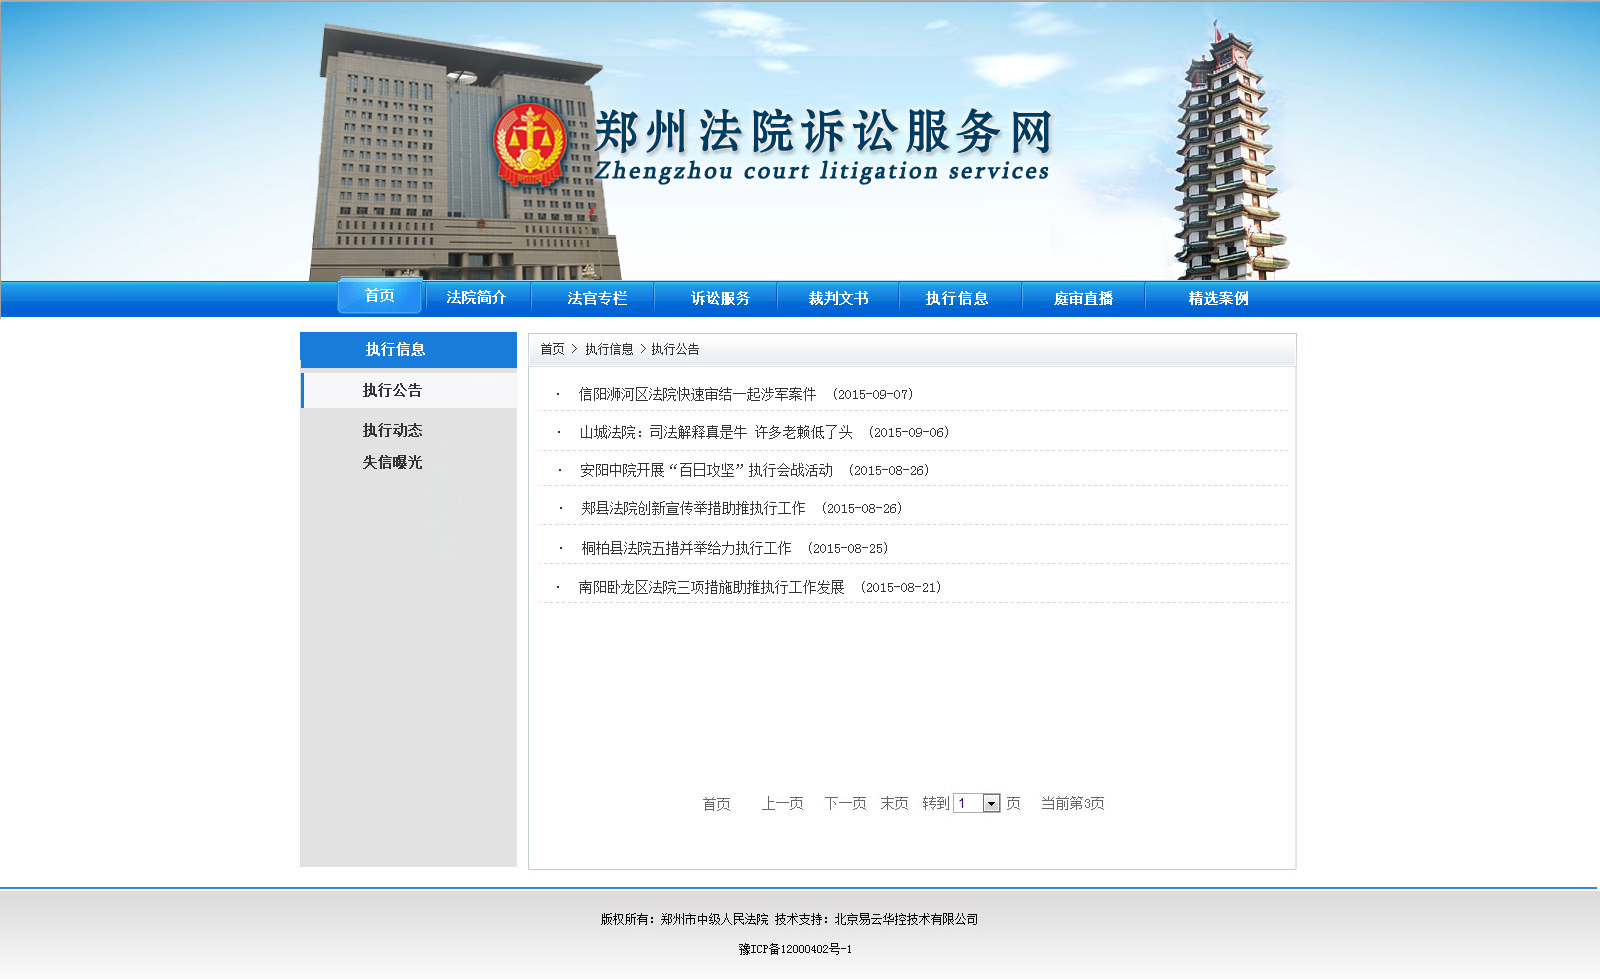 郑州法院诉讼服务网
Zhengzhou court litigation services
首页 法院简介 法官专栏 诉讼服务 裁判文书 执行信息 庭审直播 精选案例
执行信息
执行公告
执行动态
失信曝光
首页 > 执行信息 > 执行公告
· 信阳浉河区法院快速审结一起涉军案件 (2015-09-07)
· 山城法院：司法解释真是牛 许多老赖低了头 (2015-09-06)
· 安阳中院开展“百日攻坚”执行会战活动 (2015-08-26)
· 郏县法院创新宣传举措助推执行工作 (2015-08-26)
· 桐柏县法院五措并举给力执行工作 (2015-08-25)
· 南阳卧龙区法院三项措施助推执行工作发展 (2015-08-21)
首页 上一页 下一页 末页 转到 1 页 当前第3页
版权所有：郑州市中级人民法院 技术支持：北京易云华控技术有限公司
豫ICP备12000402号-1